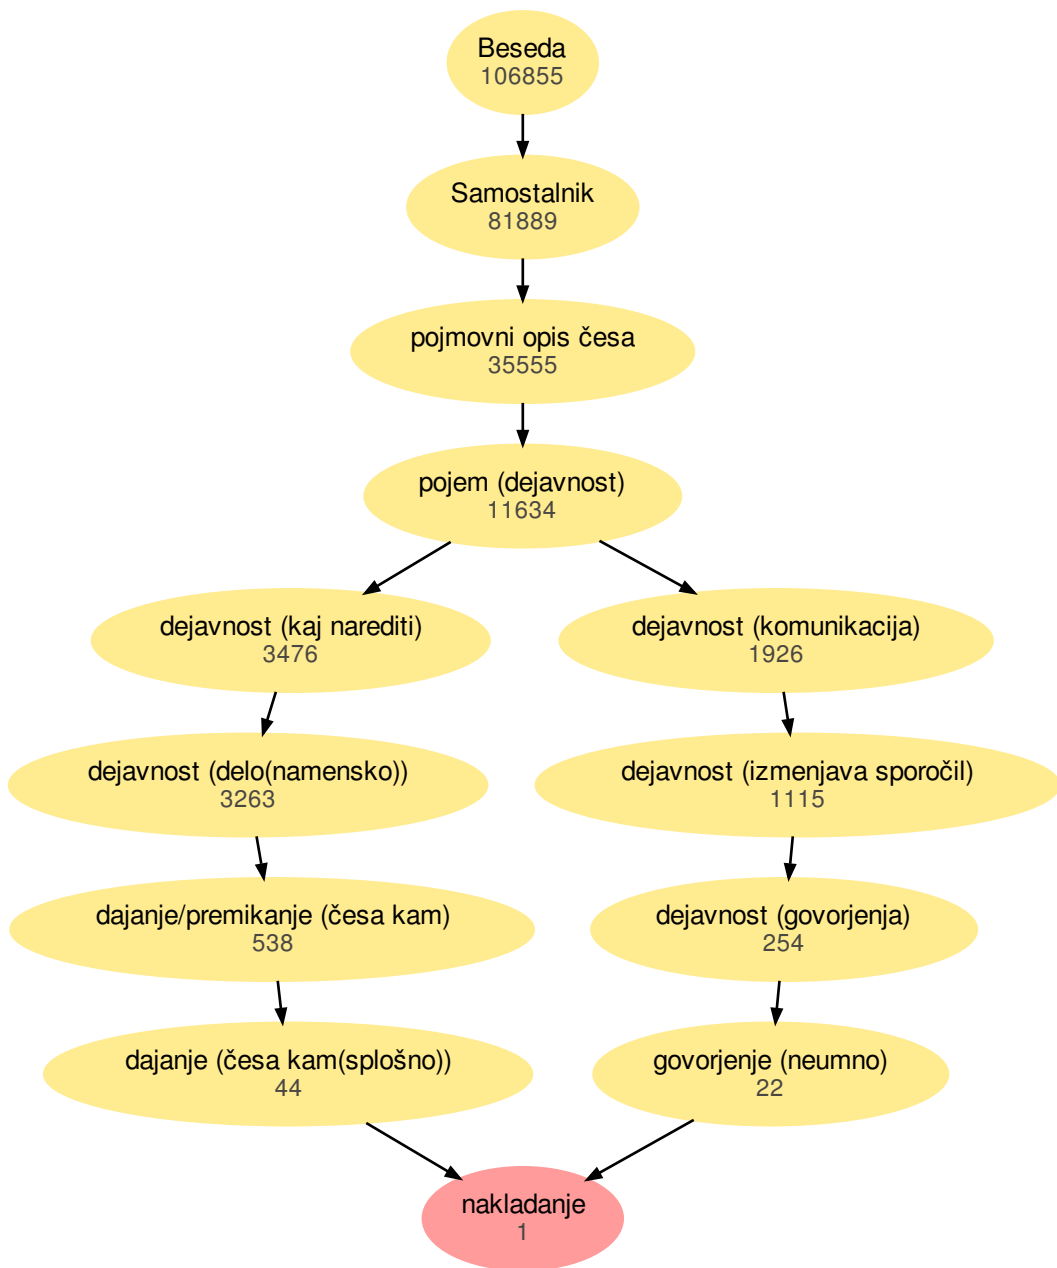 Beseda
106855
Samostalnik
81889
pojmovni opis česa
35555
pojem (dejavnost)
11634
dejavnost (kaj narediti)
3476
dejavnost (komunikacija)
1926
dejavnost (delo(namensko))
3263
dejavnost (izmenjava sporočil)
1115
dajanje/premikanje (česa kam)
538
dejavnost (govorjenja)
254
dajanje (česa kam(splošno))
44
govorjenje (neumno)
22
nakladanje
1